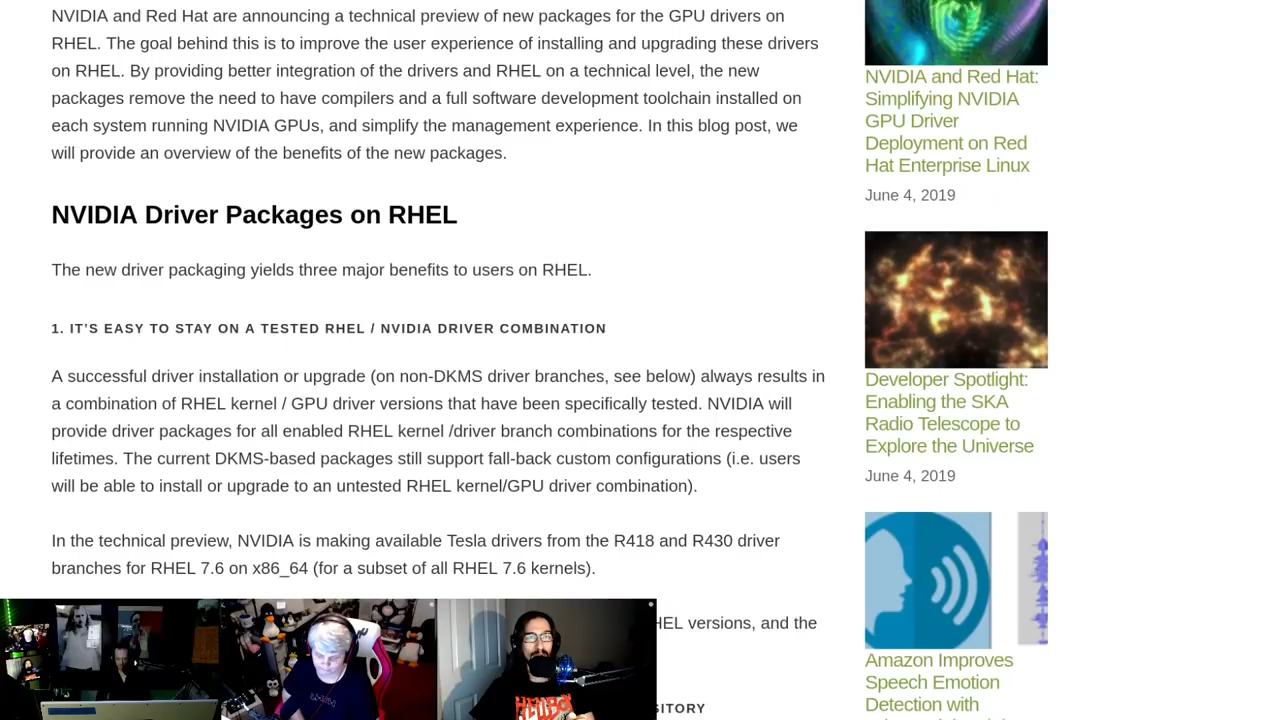 NVIDIA and Red Hat are announcing a technical preview of new packages for the GPU drivers on
RHEL. The goal behind this is to improve the user experience of installing and upgrading these drivers
on RHEL. By providing better integration of the drivers and RHEL on a technical level, the new
packages remove the need to have compilers and a full software development toolchain installed on
each system running NVIDIA GPUs, and simplify the management experience. In this blog post, we
will provide an overview of the benefits of the new packages.
NVIDIA Driver Packages on RHEL
The new driver packaging yields three major benefits to users on RHEL.
1. IT'S EASY TO STAY ON A TESTED RHEL / NVIDIA DRIVER COMBINATION
A successful driver installation or upgrade (on non-DKMS driver branches, see below) always results in
a combination of RHEL kernel / GPU driver versions that have been specifically tested. NVIDIA will
provide driver packages for all enabled RHEL kernel /driver branch combinations for the respective
lifetimes. The current DKMS-based packages still support fall-back custom configurations (i.e. users
will be able to install or upgrade to an untested RHEL kernel/GPU driver combination).
In the technical preview, NVIDIA is making available Tesla drivers from the R418 and R430 driver
branches for RHEL 7.6 on x86_64 (for a subset of all RHEL 7.6 kernels).
versions, and the
NVIDIA and Red Hat:
Simplifying NVIDIA
GPU Driver
Deployment on Red
Hat Enterprise Linux
June 4, 2019
Developer Spotlight:
Enabling the SKA
Radio Telescope to
Explore the Universe
June 4, 2019
Amazon Improves
Speech Emotion
Detection with